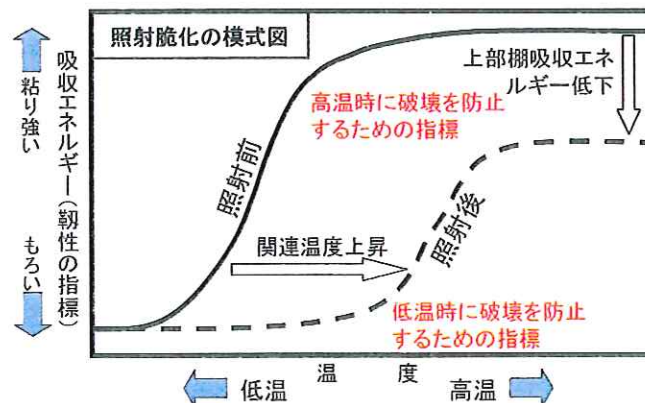 照射脆化の模式図
粘り強い
もろい
吸収エネルギー(靭性の指標)
上部棚吸収エネ
ルギー低下
高温時に破壊を防止
するための指標
照射前
関連温度上昇
照射後
低温時に破壊を防止
するための指標
低温
温度
高温